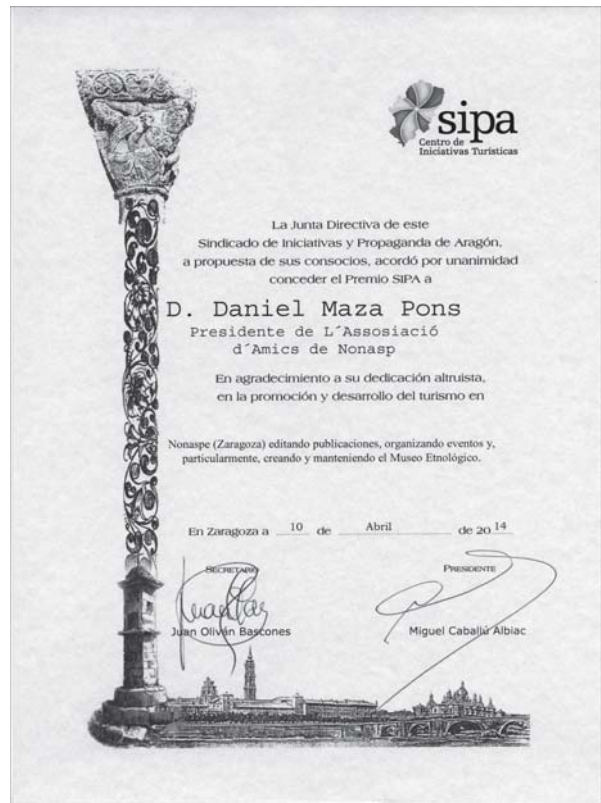 sipa
Centro de
Iniciativas Turísticas
La Junta Directiva de este
Sindicado de Iniciativas y Propaganda de Aragón,
a propuesta de sus consocios, acordó por unanimidad
conceder el Premio SIPA a
D. Daniel Maza Pons
Presidente de L´Assosiació
d´Amics de Nonasp
En agradecimiento a su dedicación altruista,
en la promoción y desarrollo del turismo en
Nonaspe (Zaragoza) editando publicaciones, organizando eventos y,
particularmente, creando y manteniendo el Museo Etnológico.
En Zaragoza a 10 de Abril de 20 14
SECRETARIO PRESIDENTE
Juan Oliván Bascones Miguel Caballú Albiac